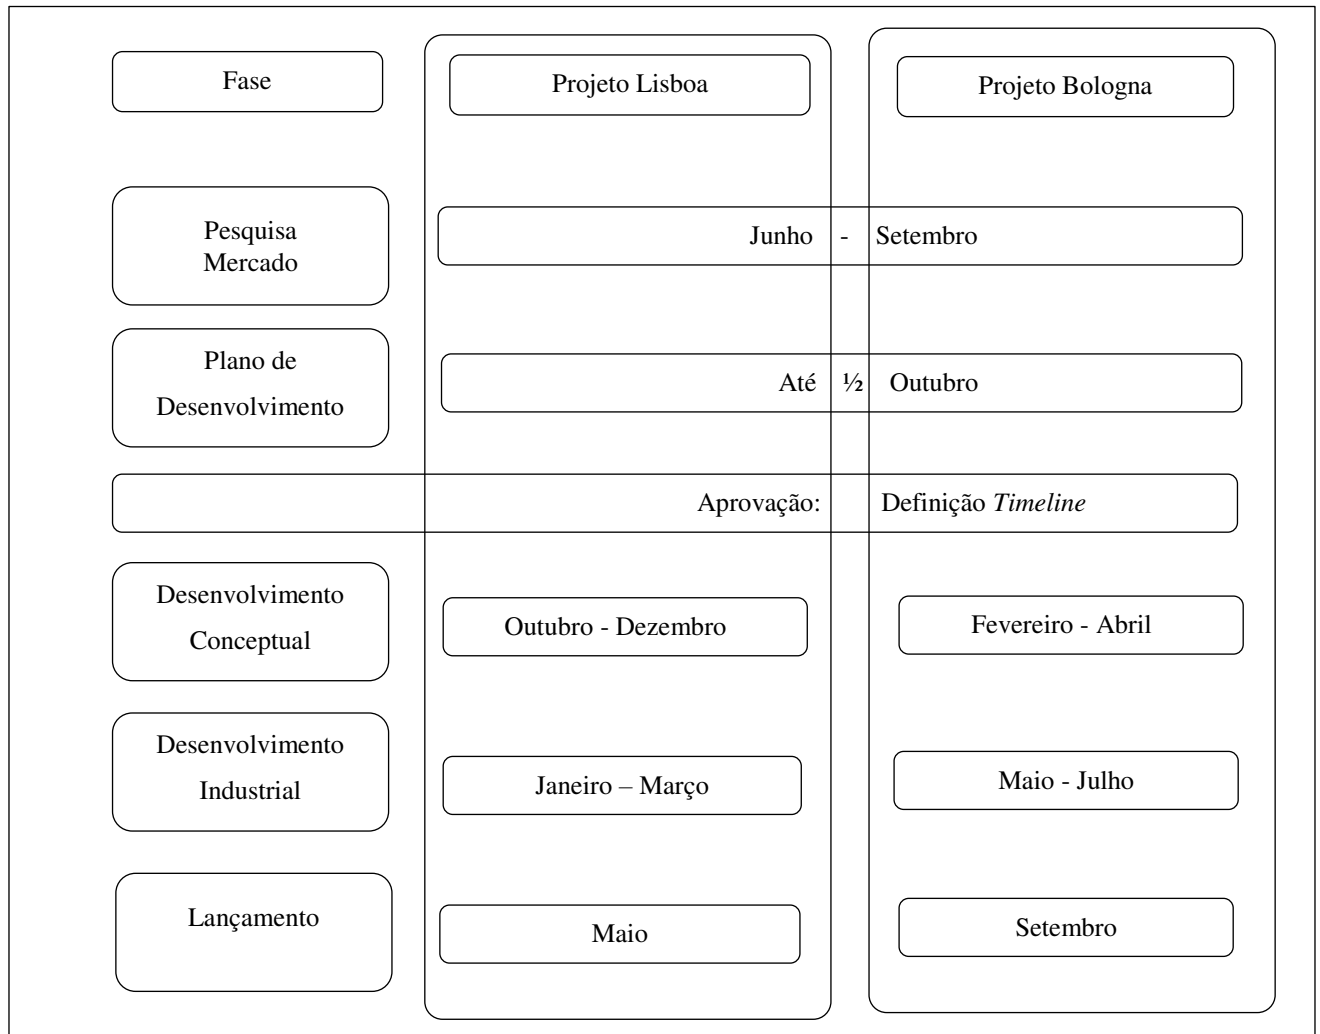 Fase
Projeto Lisboa
Projeto Bologna
Pesquisa
Mercado
Junho - Setembro
Plano de
Desenvolvimento
Até ½ Outubro
Aprovação: Definição Timeline
Desenvolvimento
Conceptual
Outubro - Dezembro
Fevereiro - Abril
Desenvolvimento
Industrial
Janeiro – Março
Maio - Julho
Lançamento
Maio
Setembro